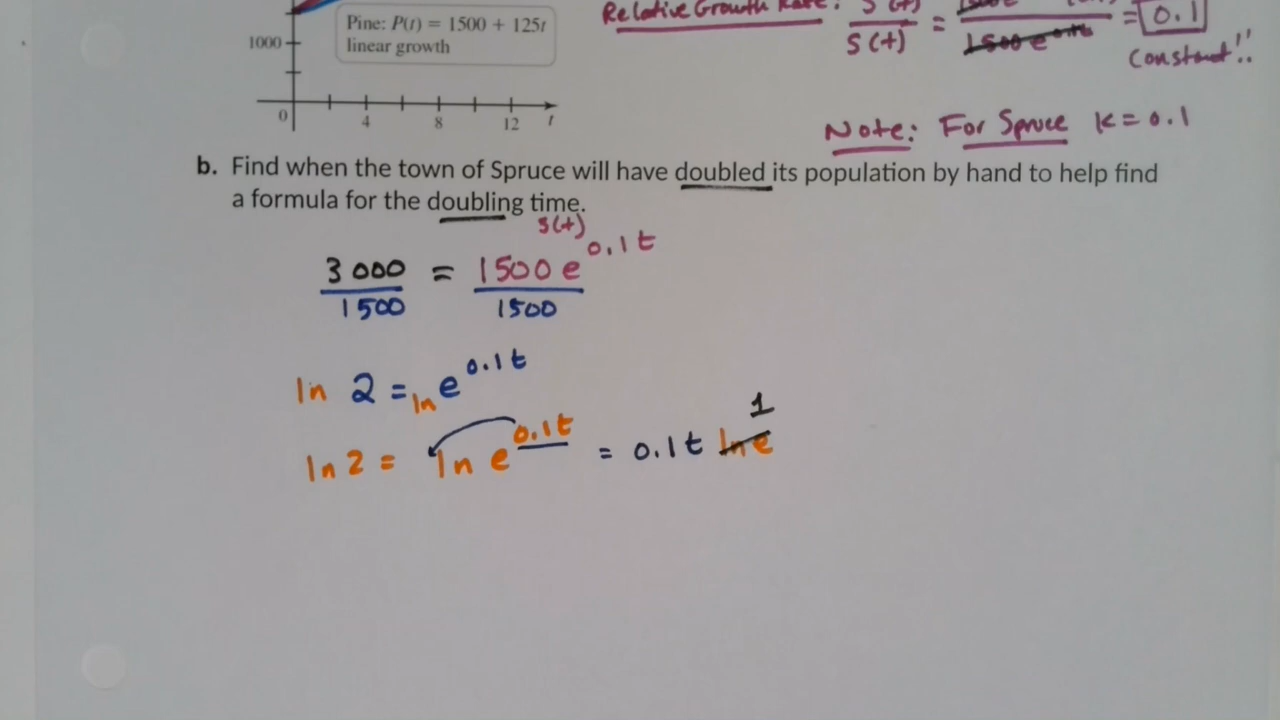 Relative Growth Rate: S'(t)
1000
Pine: P(t) = 1500 + 125t
linear growth
S(t) = 1500 e^0.1t = 0.1
Constant!!
0 4 8 12 t
Note: For Spruce K = 0.1
b. Find when the town of Spruce will have doubled its population by hand to help find
a formula for the doubling time.
S(t)
3000 = 1500 e^0.1t
1500 1500
ln 2 = ln e^0.1t
ln 2 = ln e^0.1t = 0.1t ln e 1